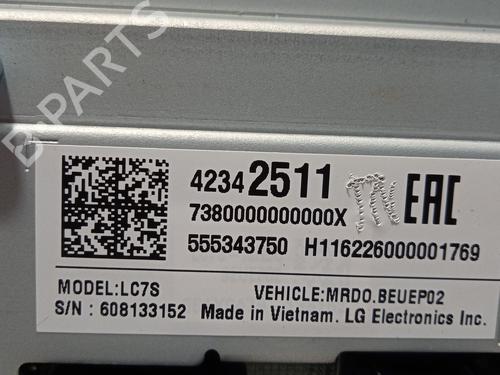 B-PARTS
42342511
7380000000000X
EAC
555343750 H116226000001769
MODEL:LC7S VEHICLE:MRDO.BEUEP02
S/N : 608133152 Made in Vietnam. LG Electronics Inc.